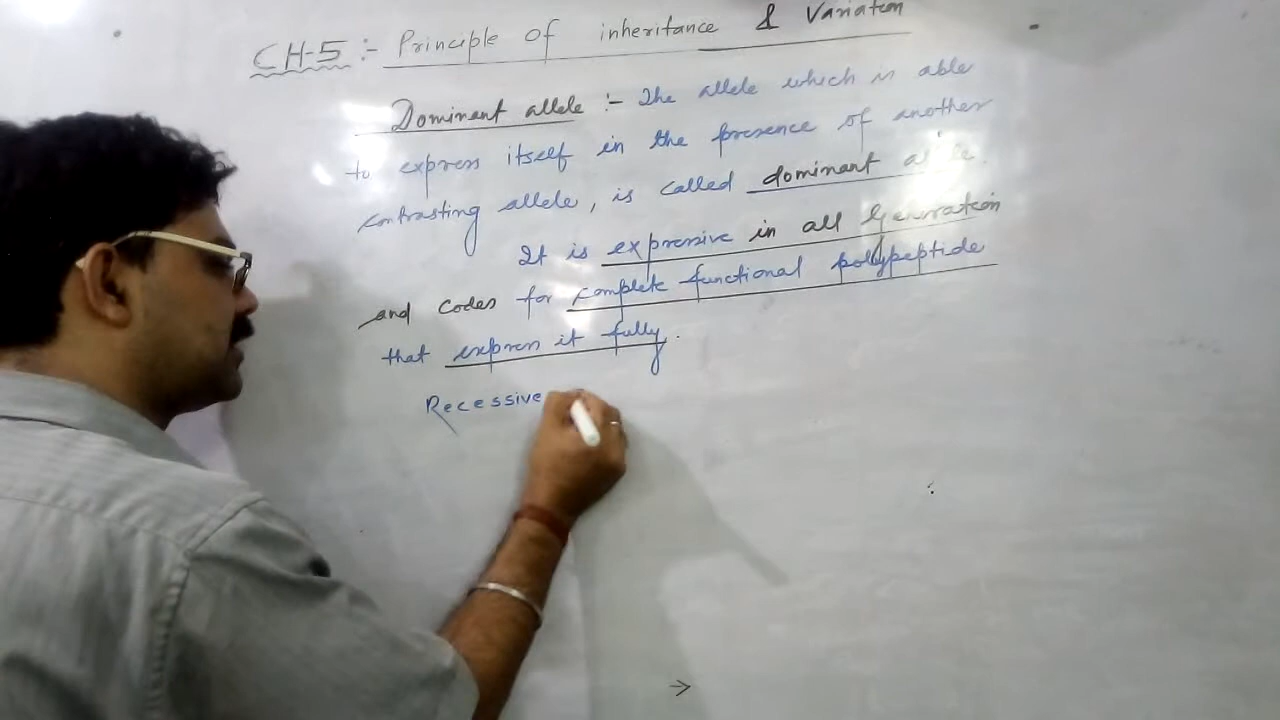 CH-5 :- Principle of inheritance & Variation
Dominent allele :- The allele which is able
to express itself in the presence of another
contrasting allele, is called dominant
It is expressive in all Generation
and codes for complete functional polypeptide
that express it fully.
Recessive